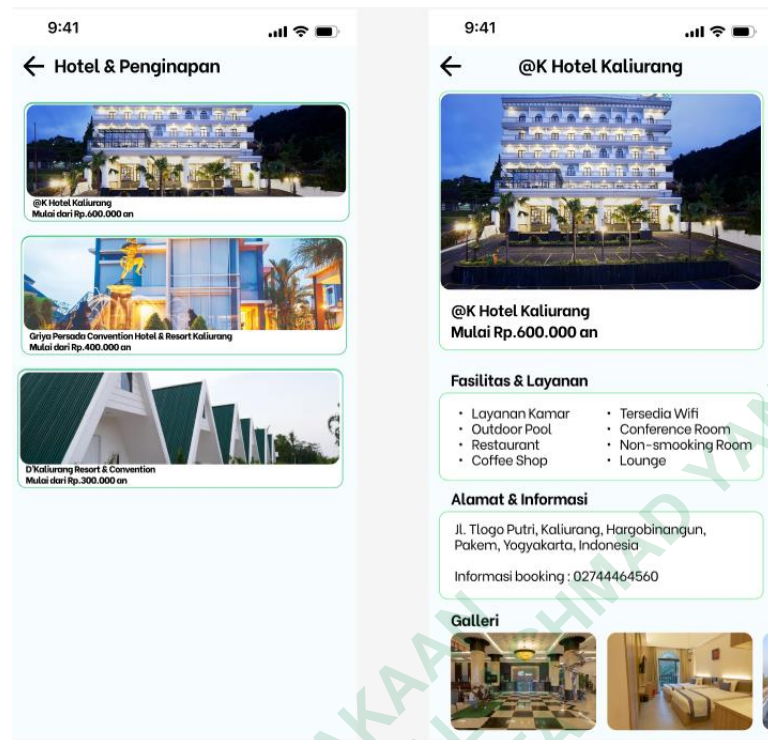 9:41
Hotel & Penginapan
@K Hotel Kaliurang
Mulai dari Rp.600.000 an
Griya Persada Convention Hotel & Resort Kaliurang
Mulai dari Rp.400.000 an
D'Kaliurang Resort & Convention
Mulai dari Rp.300.000 an
9:41
@K Hotel Kaliurang
@K Hotel Kaliurang
Mulai Rp.600.000 an
Fasilitas & Layanan
• Layanan Kamar
• Outdoor Pool
• Restaurant
• Coffee Shop
• Tersedia Wifi
• Conference Room
• Non-smooking Room
• Lounge
Alamat & Informasi
Jl. Tlogo Putri, Kaliurang, Hargobinangun,
Pakem, Yogyakarta, Indonesia
Informasi booking : 02744464560
Galleri